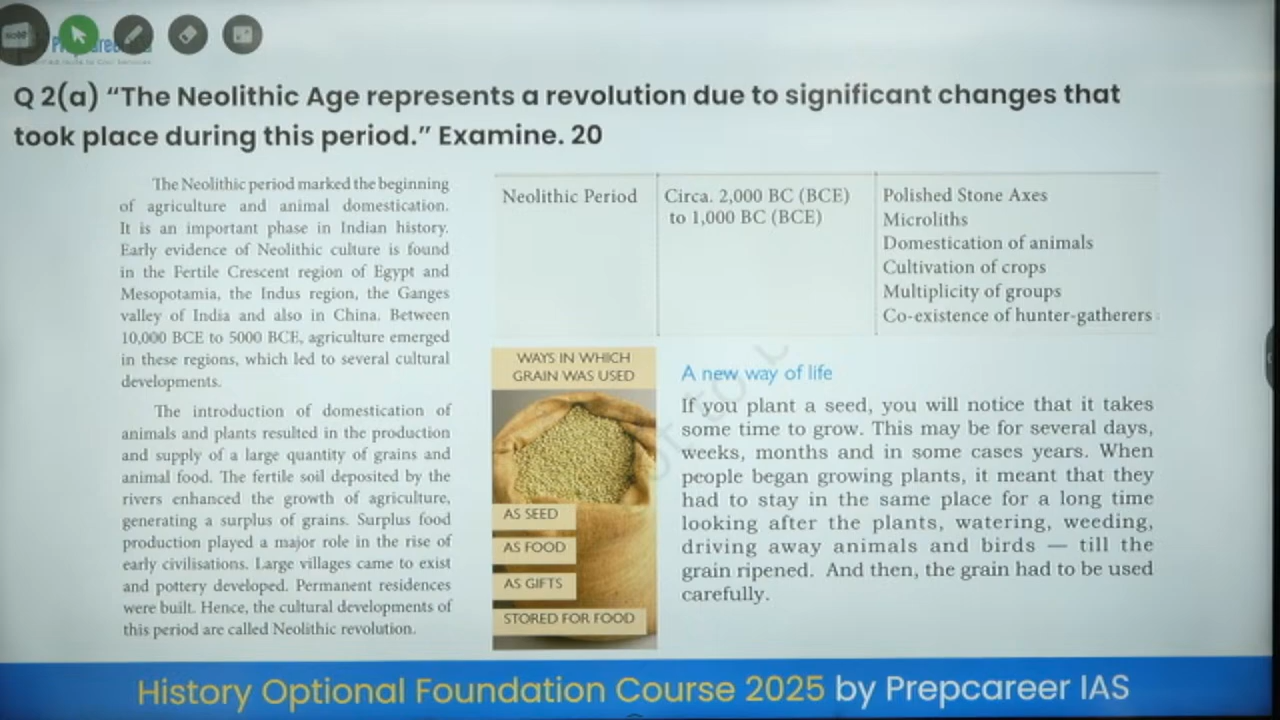 Q 2(a) “The Neolithic Age represents a revolution due to significant changes that
took place during this period.” Examine. 20
The Neolithic period marked the beginning
of agriculture and animal domestication.
It is an important phase in Indian history.
Early evidence of Neolithic culture is found
in the Fertile Crescent region of Egypt and
Mesopotamia, the Indus region, the Ganges
valley of India and also in China. Between
10,000 BCE to 5000 BCE, agriculture emerged
in these regions, which led to several cultural
developments.
The introduction of domestication of
animals and plants resulted in the production
and supply of a large quantity of grains and
animal food. The fertile soil deposited by the
rivers enhanced the growth of agriculture,
generating a surplus of grains. Surplus food
production played a major role in the rise of
early civilisations. Large villages came to exist
and pottery developed. Permanent residences
were built. Hence, the cultural developments of
this period are called Neolithic revolution.
Neolithic Period
Circa. 2,000 BC (BCE)
to 1,000 BC (BCE)
Polished Stone Axes
Microliths
Domestication of animals
Cultivation of crops
Multiplicity of groups
Co-existence of hunter-gatherers
WAYS IN WHICH
GRAIN WAS USED
AS SEED
AS FOOD
AS GIFTS
STORED FOR FOOD
A new way of life
If you plant a seed, you will notice that it takes
some time to grow. This may be for several days,
weeks, months and in some cases years. When
people began growing plants, it meant that they
had to stay in the same place for a long time
looking after the plants, watering, weeding,
driving away animals and birds — till the
grain ripened. And then, the grain had to be used
carefully.
History Optional Foundation Course 2025 by Prepcareer IAS